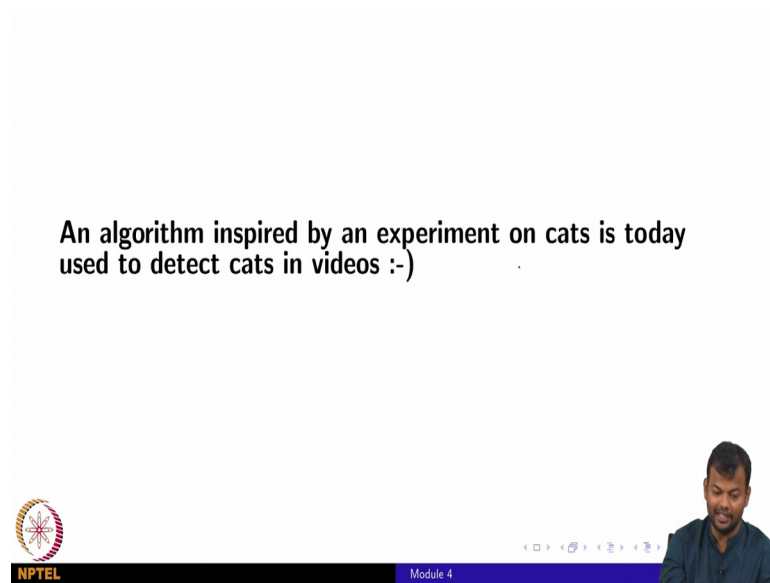 An algorithm inspired by an experiment on cats is today
used to detect cats in videos :-)
NPTEL
Module 4